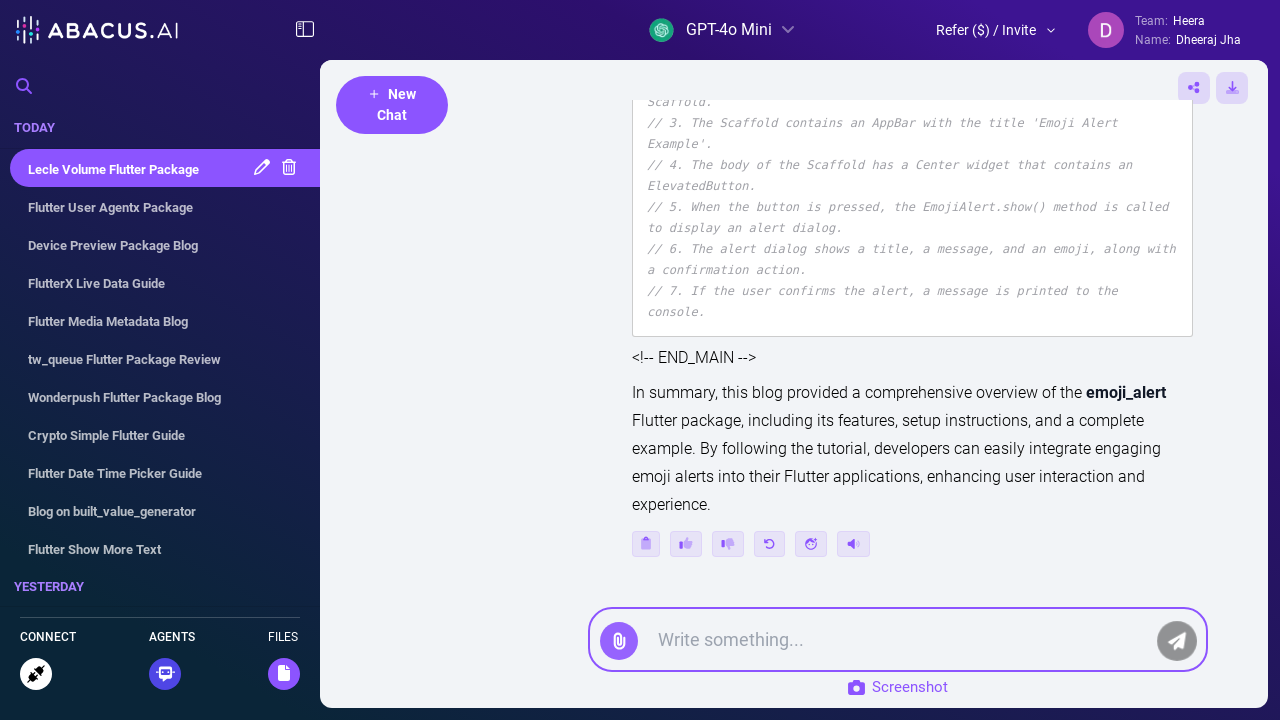 ABACUS.AI
GPT-4o Mini
Refer ($) / Invite
D
Team: Heera
Name: Dheeraj Jha
TODAY
Lecle Volume Flutter Package
Flutter User Agentx Package
Device Preview Package Blog
FlutterX Live Data Guide
Flutter Media Metadata Blog
tw_queue Flutter Package Review
Wonderpush Flutter Package Blog
Crypto Simple Flutter Guide
Flutter Date Time Picker Guide
Blog on built_value_generator
Flutter Show More Text
YESTERDAY
CONNECT
AGENTS
FILES
+ New
Chat
Scaffold.
// 3. The Scaffold contains an AppBar with the title 'Emoji Alert
Example'.
// 4. The body of the Scaffold has a Center widget that contains an
ElevatedButton.
// 5. When the button is pressed, the EmojiAlert.show() method is called
to display an alert dialog.
// 6. The alert dialog shows a title, a message, and an emoji, along with
a confirmation action.
// 7. If the user confirms the alert, a message is printed to the
console.
<!-- END_MAIN -->
In summary, this blog provided a comprehensive overview of the emoji_alert
Flutter package, including its features, setup instructions, and a complete
example. By following the tutorial, developers can easily integrate engaging
emoji alerts into their Flutter applications, enhancing user interaction and
experience.
Write something...
Screenshot